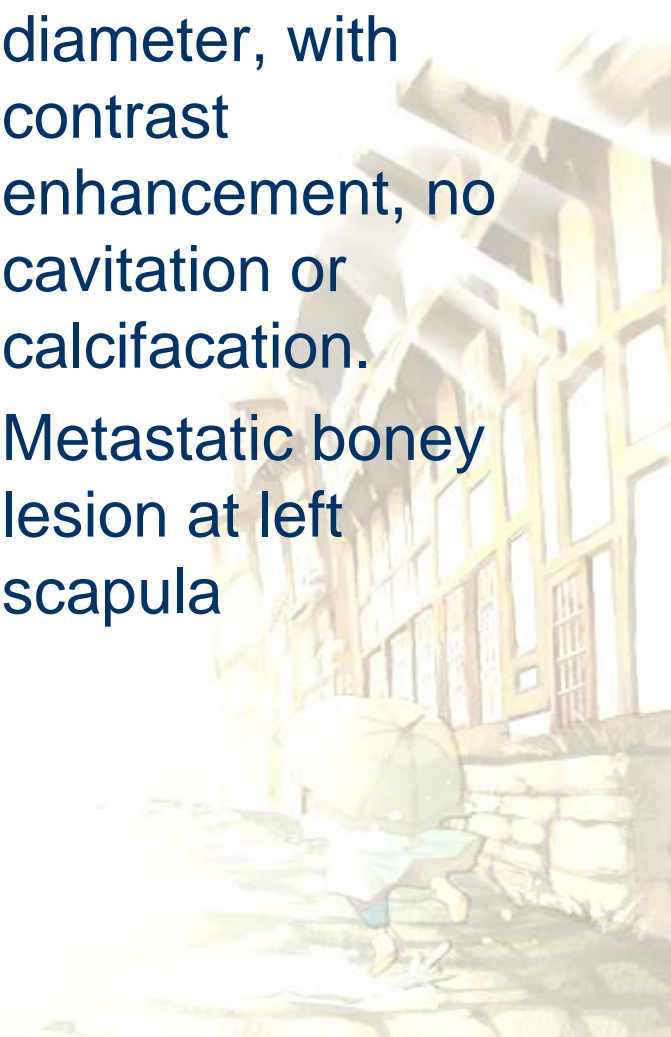 diameter, with
contrast
enhancement, no
cavitation or
calcifacation.
Metastatic boney
lesion at left
scapula